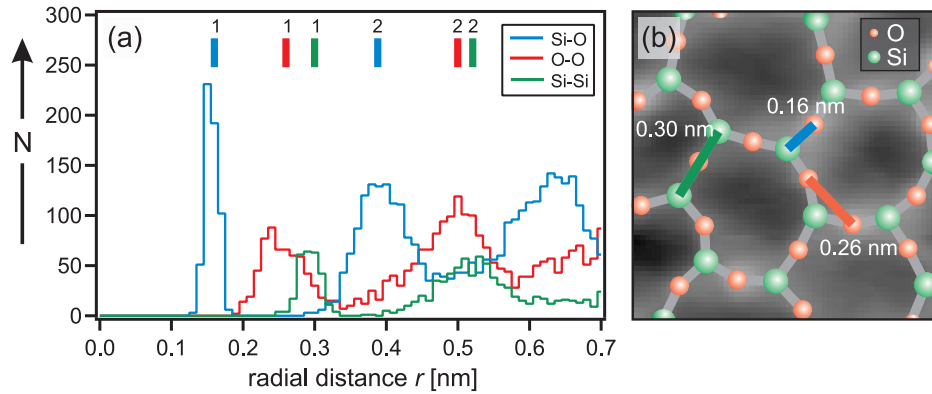 (a)
1 1 1 2 2 2
Si-O
O-O
Si-Si
300
250
200
150
100
50
0
N
0.0 0.1 0.2 0.3 0.4 0.5 0.6 0.7
radial distance r [nm]
(b)
O
Si
0.16 nm
0.30 nm
0.26 nm